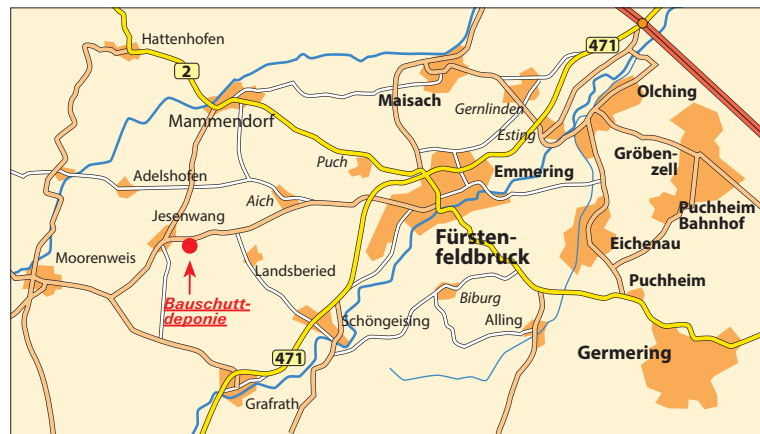 Hattenhofen
471
2
Maisach
Olching
Gernlinden
Mammendorf
Esting
Puch
Gröben-
zell
Emmering
Adelshofen
Aich
Puchheim
Bahnhof
Jesenwang
Fürsten-
feldbruck
Eichenau
Moorenweis
Landsberied
Puchheim
Bauschutt-
deponie
Biburg
Schöngeising
Alling
Germering
471
Grafrath